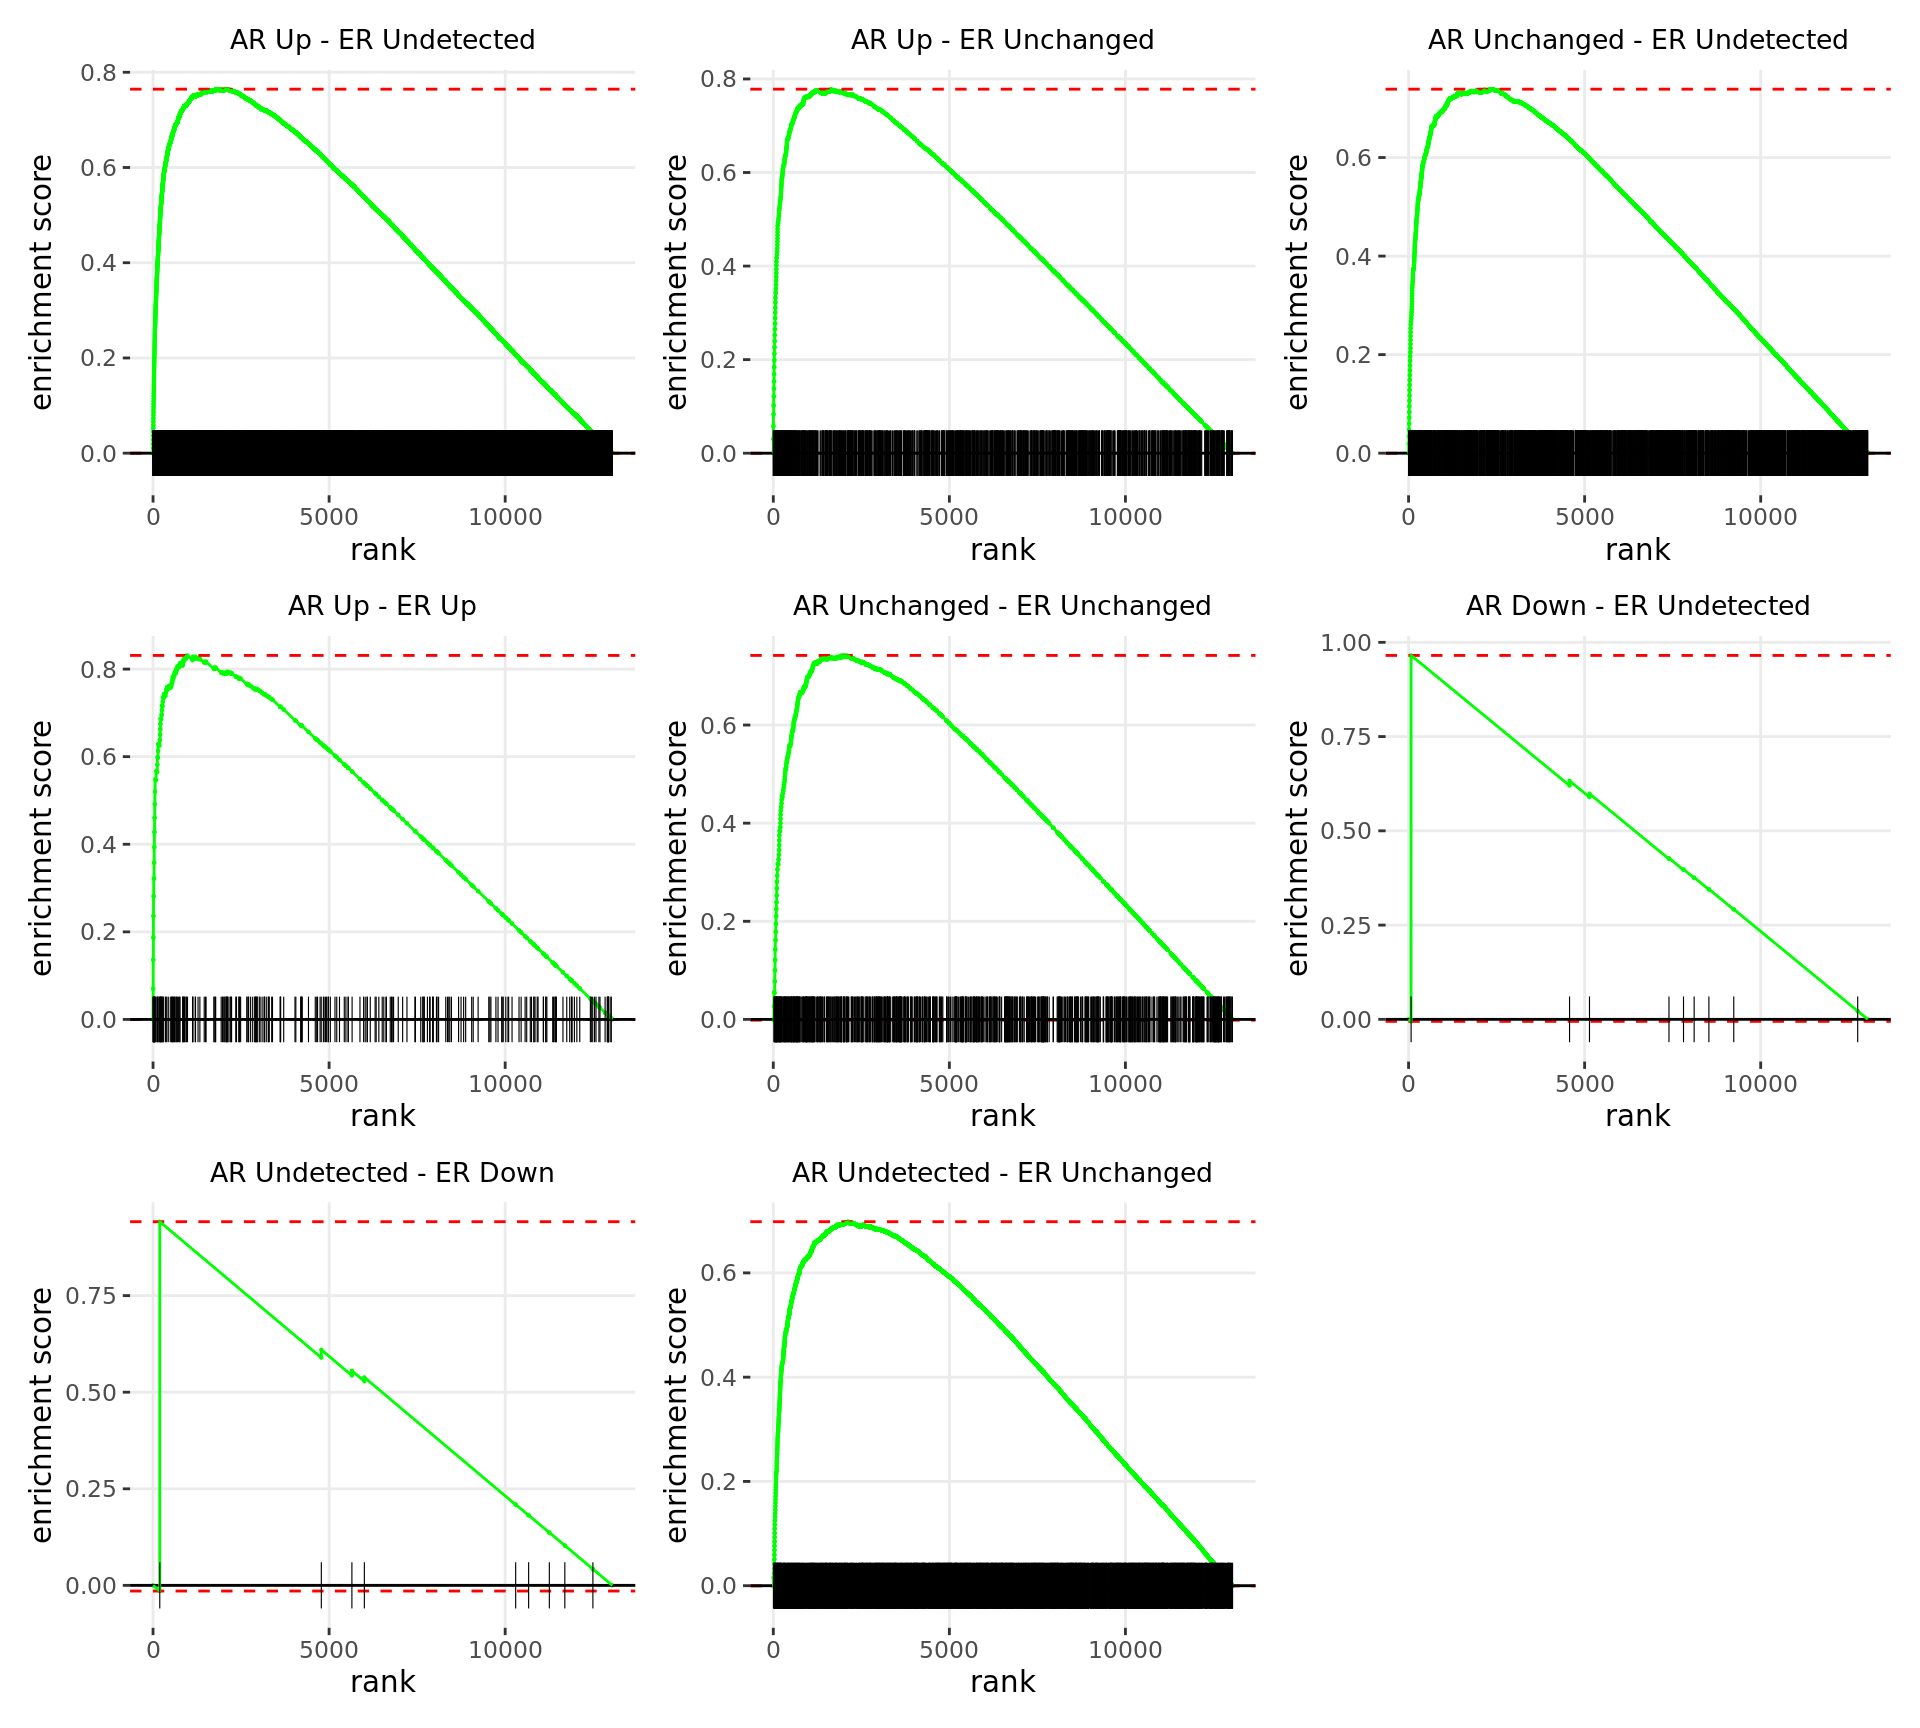 AR Up - ER Undetected
enrichment score
0.8
0.6
0.4
0.2
0.0
0 5000 10000
rank
AR Up - ER Unchanged
enrichment score
0.8
0.6
0.4
0.2
0.0
0 5000 10000
rank
AR Unchanged - ER Undetected
enrichment score
0.6
0.4
0.2
0.0
0 5000 10000
rank
AR Up - ER Up
enrichment score
0.8
0.6
0.4
0.2
0.0
0 5000 10000
rank
AR Unchanged - ER Unchanged
enrichment score
0.6
0.4
0.2
0.0
0 5000 10000
rank
AR Down - ER Undetected
enrichment score
1.00
0.75
0.50
0.25
0.00
0 5000 10000
rank
AR Undetected - ER Down
enrichment score
0.75
0.50
0.25
0.00
0 5000 10000
rank
AR Undetected - ER Unchanged
enrichment score
0.6
0.4
0.2
0.0
0 5000 10000
rank